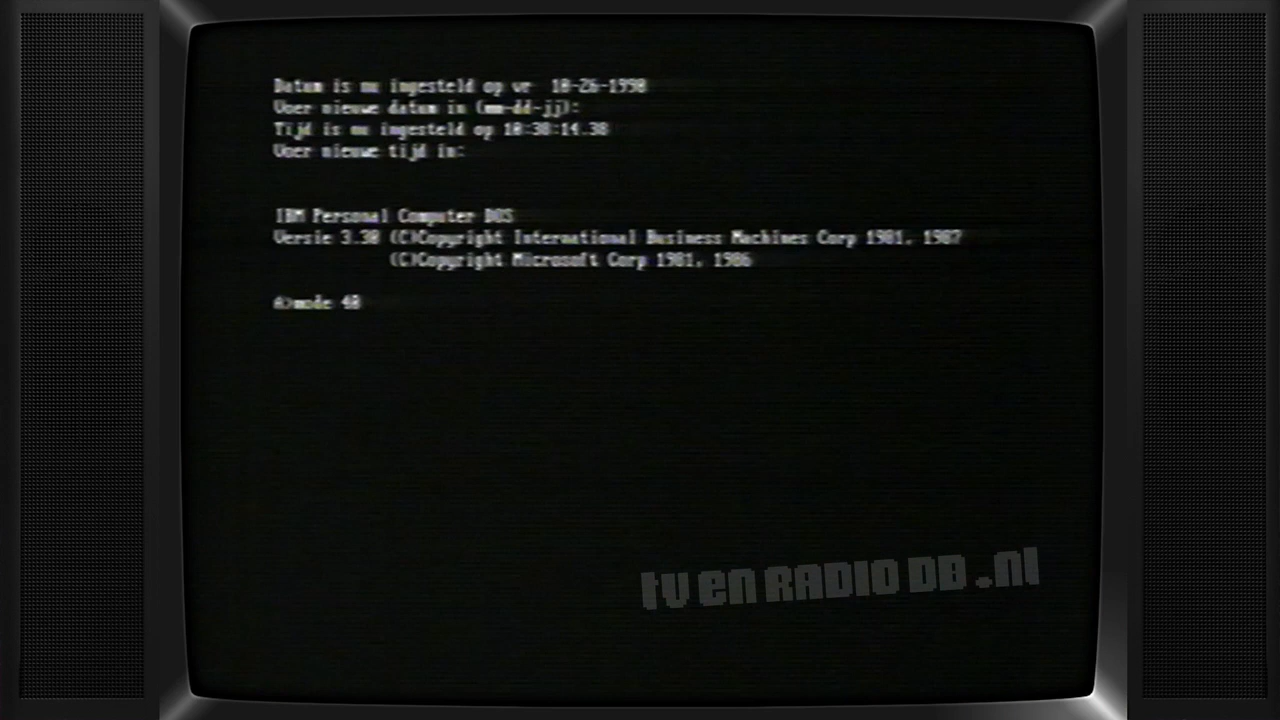 Datum is nu ingesteld op vr 10-26-1990
Voer nieuwe datum in (mm-dd-jj):
Tijd is nu ingesteld op 10:38:14.38
Voer nieuwe tijd in:
IBM Personal Computer DOS
Versie 3.30 (C)Copyright International Business Machines Corp 1981, 1987
(C)Copyright Microsoft Corp 1981, 1986
A>mode 40
tv en RADIO DB .nl